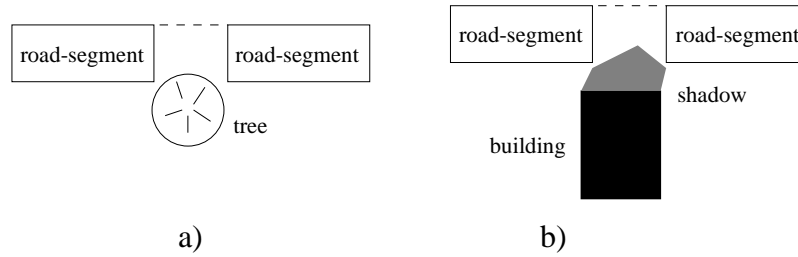 road-segment road-segment
tree
a)
road-segment road-segment
shadow
building
b)